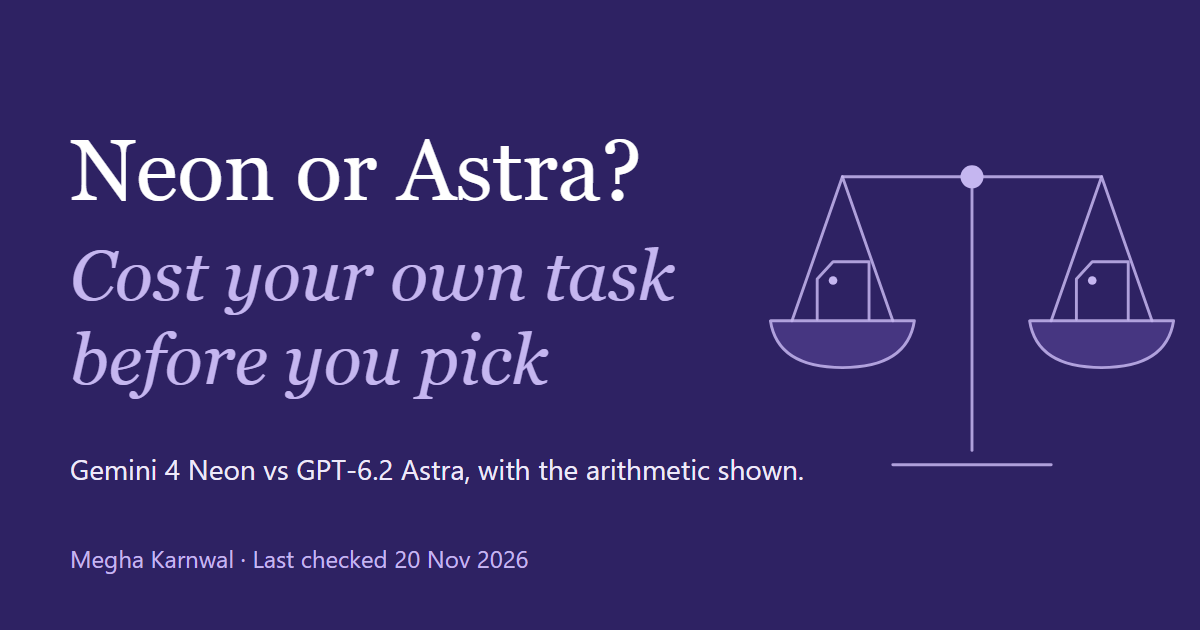 Neon or Astra?
Cost your own task
before you pick
Gemini 4 Neon vs GPT-6.2 Astra, with the arithmetic shown.
Megha Karnwal · Last checked 20 Nov 2026